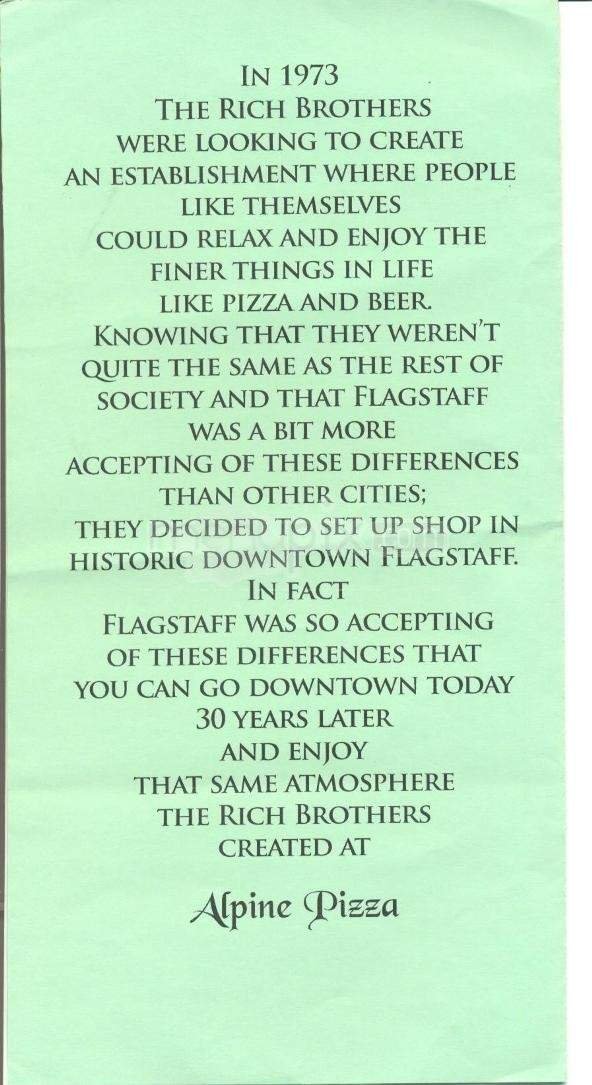 In 1973
The Rich Brothers
were looking to create
an establishment where people
like themselves
could relax and enjoy the
finer things in life
like pizza and beer.
Knowing that they weren't
quite the same as the rest of
society and that Flagstaff
was a bit more
accepting of these differences
than other cities;
they decided to set up shop in
historic downtown Flagstaff.
In fact
Flagstaff was so accepting
of these differences that
you can go downtown today
30 years later
and enjoy
that same atmosphere
the Rich Brothers
created at
Alpine Pizza